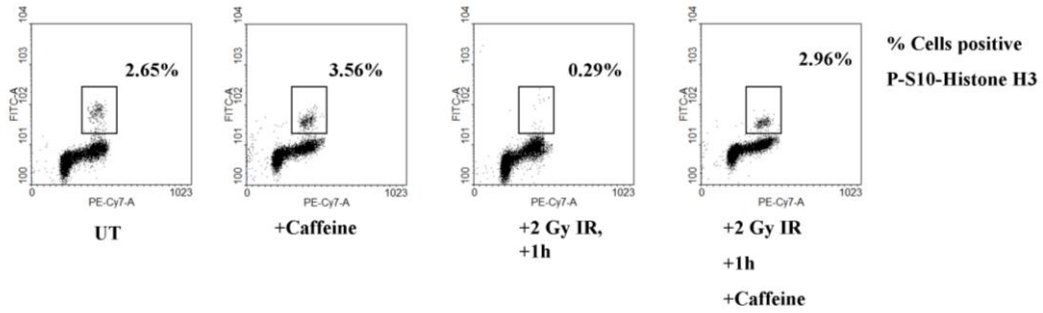 104
103
102
101
100
FITC-A
2.65%
0
1023
PE-Cy7-A
UT
104
103
102
101
100
FITC-A
3.56%
0
1023
PE-Cy7-A
+Caffeine
104
103
102
101
100
FITC-A
0.29%
0
1023
PE-Cy7-A
+2 Gy IR,
+1h
104
103
102
101
100
FITC-A
2.96%
0
1023
PE-Cy7-A
+2 Gy IR
+1h
+Caffeine
% Cells positive
P-S10-Histone H3